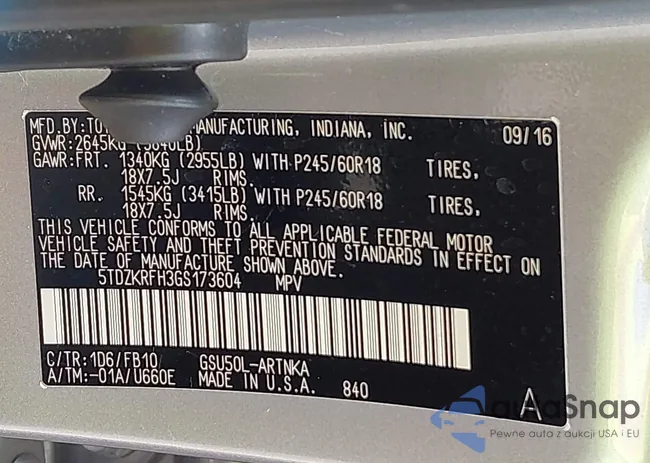 MFD.BY:TOY MANUFACTURING, INDIANA, INC. 09/16
GVWR:2645KG
GAWR:FRT. 1340KG (2955LB) WITH P245/60R18 TIRES,
18X7.5J RIMS.
RR. 1545KG (3415LB) WITH P245/60R18 TIRES,
18X7.5J RIMS.
THIS VEHICLE CONFORMS TO ALL APPLICABLE FEDERAL MOTOR
VEHICLE SAFETY AND THEFT PREVENTION STANDARDS IN EFFECT ON
THE DATE OF MANUFACTURE SHOWN ABOVE.
5TDZKRFH3GS173604 MPV
C/TR:1D6/FB10 GSU50L-ARTNKA
A/TM:-01A/U660E MADE IN U.S.A. 840 A
autoSnap
Pewne auta z aukcji USA i EU